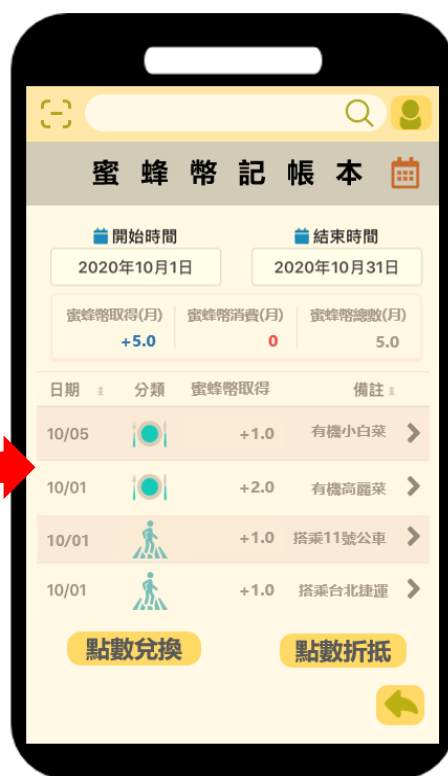 蜜蜂幣記帳本
開始時間 結束時間
2020年10月1日 2020年10月31日
蜜蜂幣取得(月) 蜜蜂幣消費(月) 蜜蜂幣總數(月)
+5.0 0 5.0
日期 分類 蜜蜂幣取得 備註
10/05 +1.0 有機小白菜
10/01 +2.0 有機高麗菜
10/01 +1.0 搭乘11號公車
10/01 +1.0 搭乘台北捷運
點數兌換 點數折抵